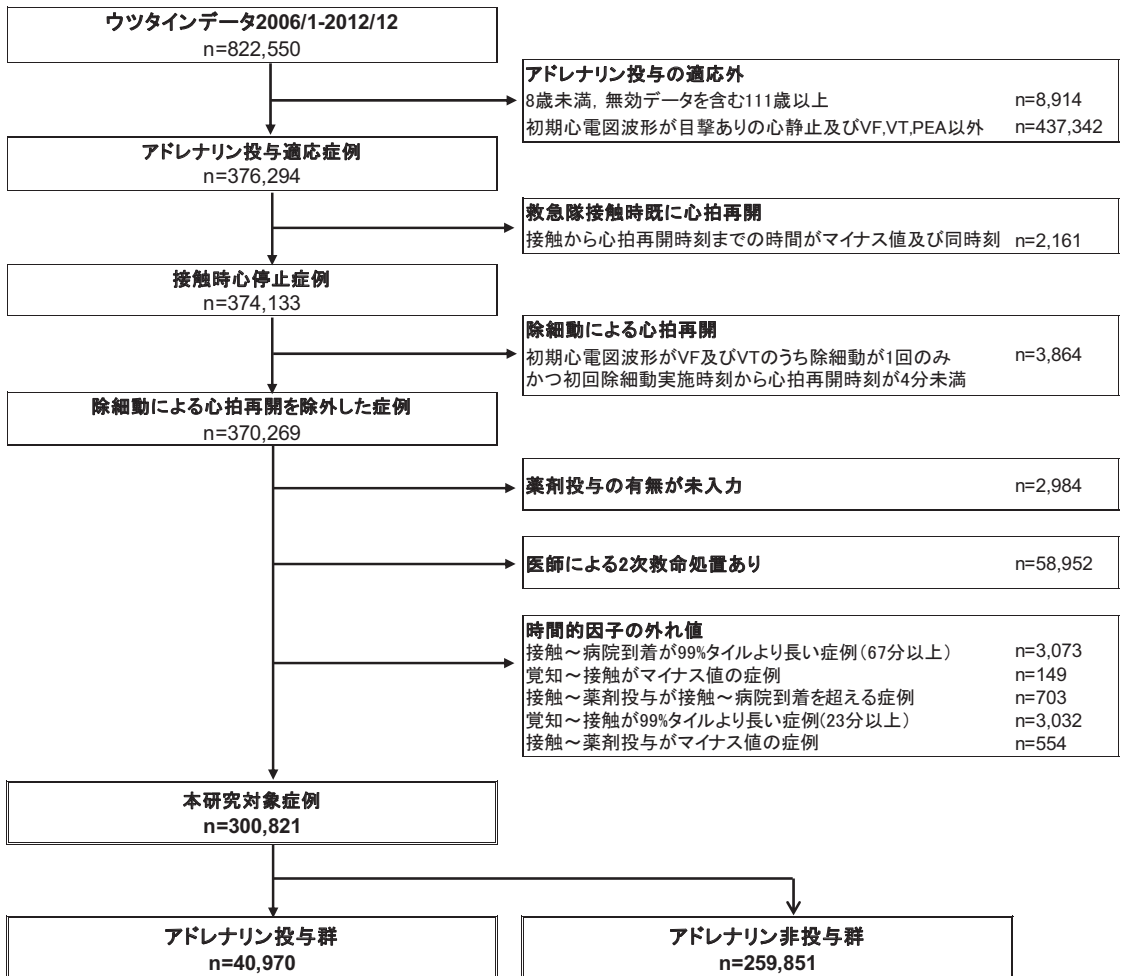 ウツタインデータ2006/1-2012/12
n=822,550
アドレナリン投与の適応外
8歳未満, 無効データを含む111歳以上 n=8,914
初期心電図波形が目撃ありの心静止及びVF,VT,PEA以外 n=437,342
アドレナリン投与適応症例
n=376,294
救急隊接触時既に心拍再開
接触から心拍再開時刻までの時間がマイナス値及び同時刻 n=2,161
接触時心停止症例
n=374,133
除細動による心拍再開
初期心電図波形がVF及びVTのうち除細動が1回のみ n=3,864
かつ初回除細動実施時刻から心拍再開時刻が4分未満
除細動による心拍再開を除外した症例
n=370,269
薬剤投与の有無が未入力 n=2,984
医師による2次救命処置あり n=58,952
時間的因子の外れ値
接触～病院到着が99%タイルより長い症例(67分以上) n=3,073
覚知～接触がマイナス値の症例 n=149
接触～薬剤投与が接触～病院到着を超える症例 n=703
覚知～接触が99%タイルより長い症例(23分以上) n=3,032
接触～薬剤投与がマイナス値の症例 n=554
本研究対象症例
n=300,821
アドレナリン投与群
n=40,970
アドレナリン非投与群
n=259,851